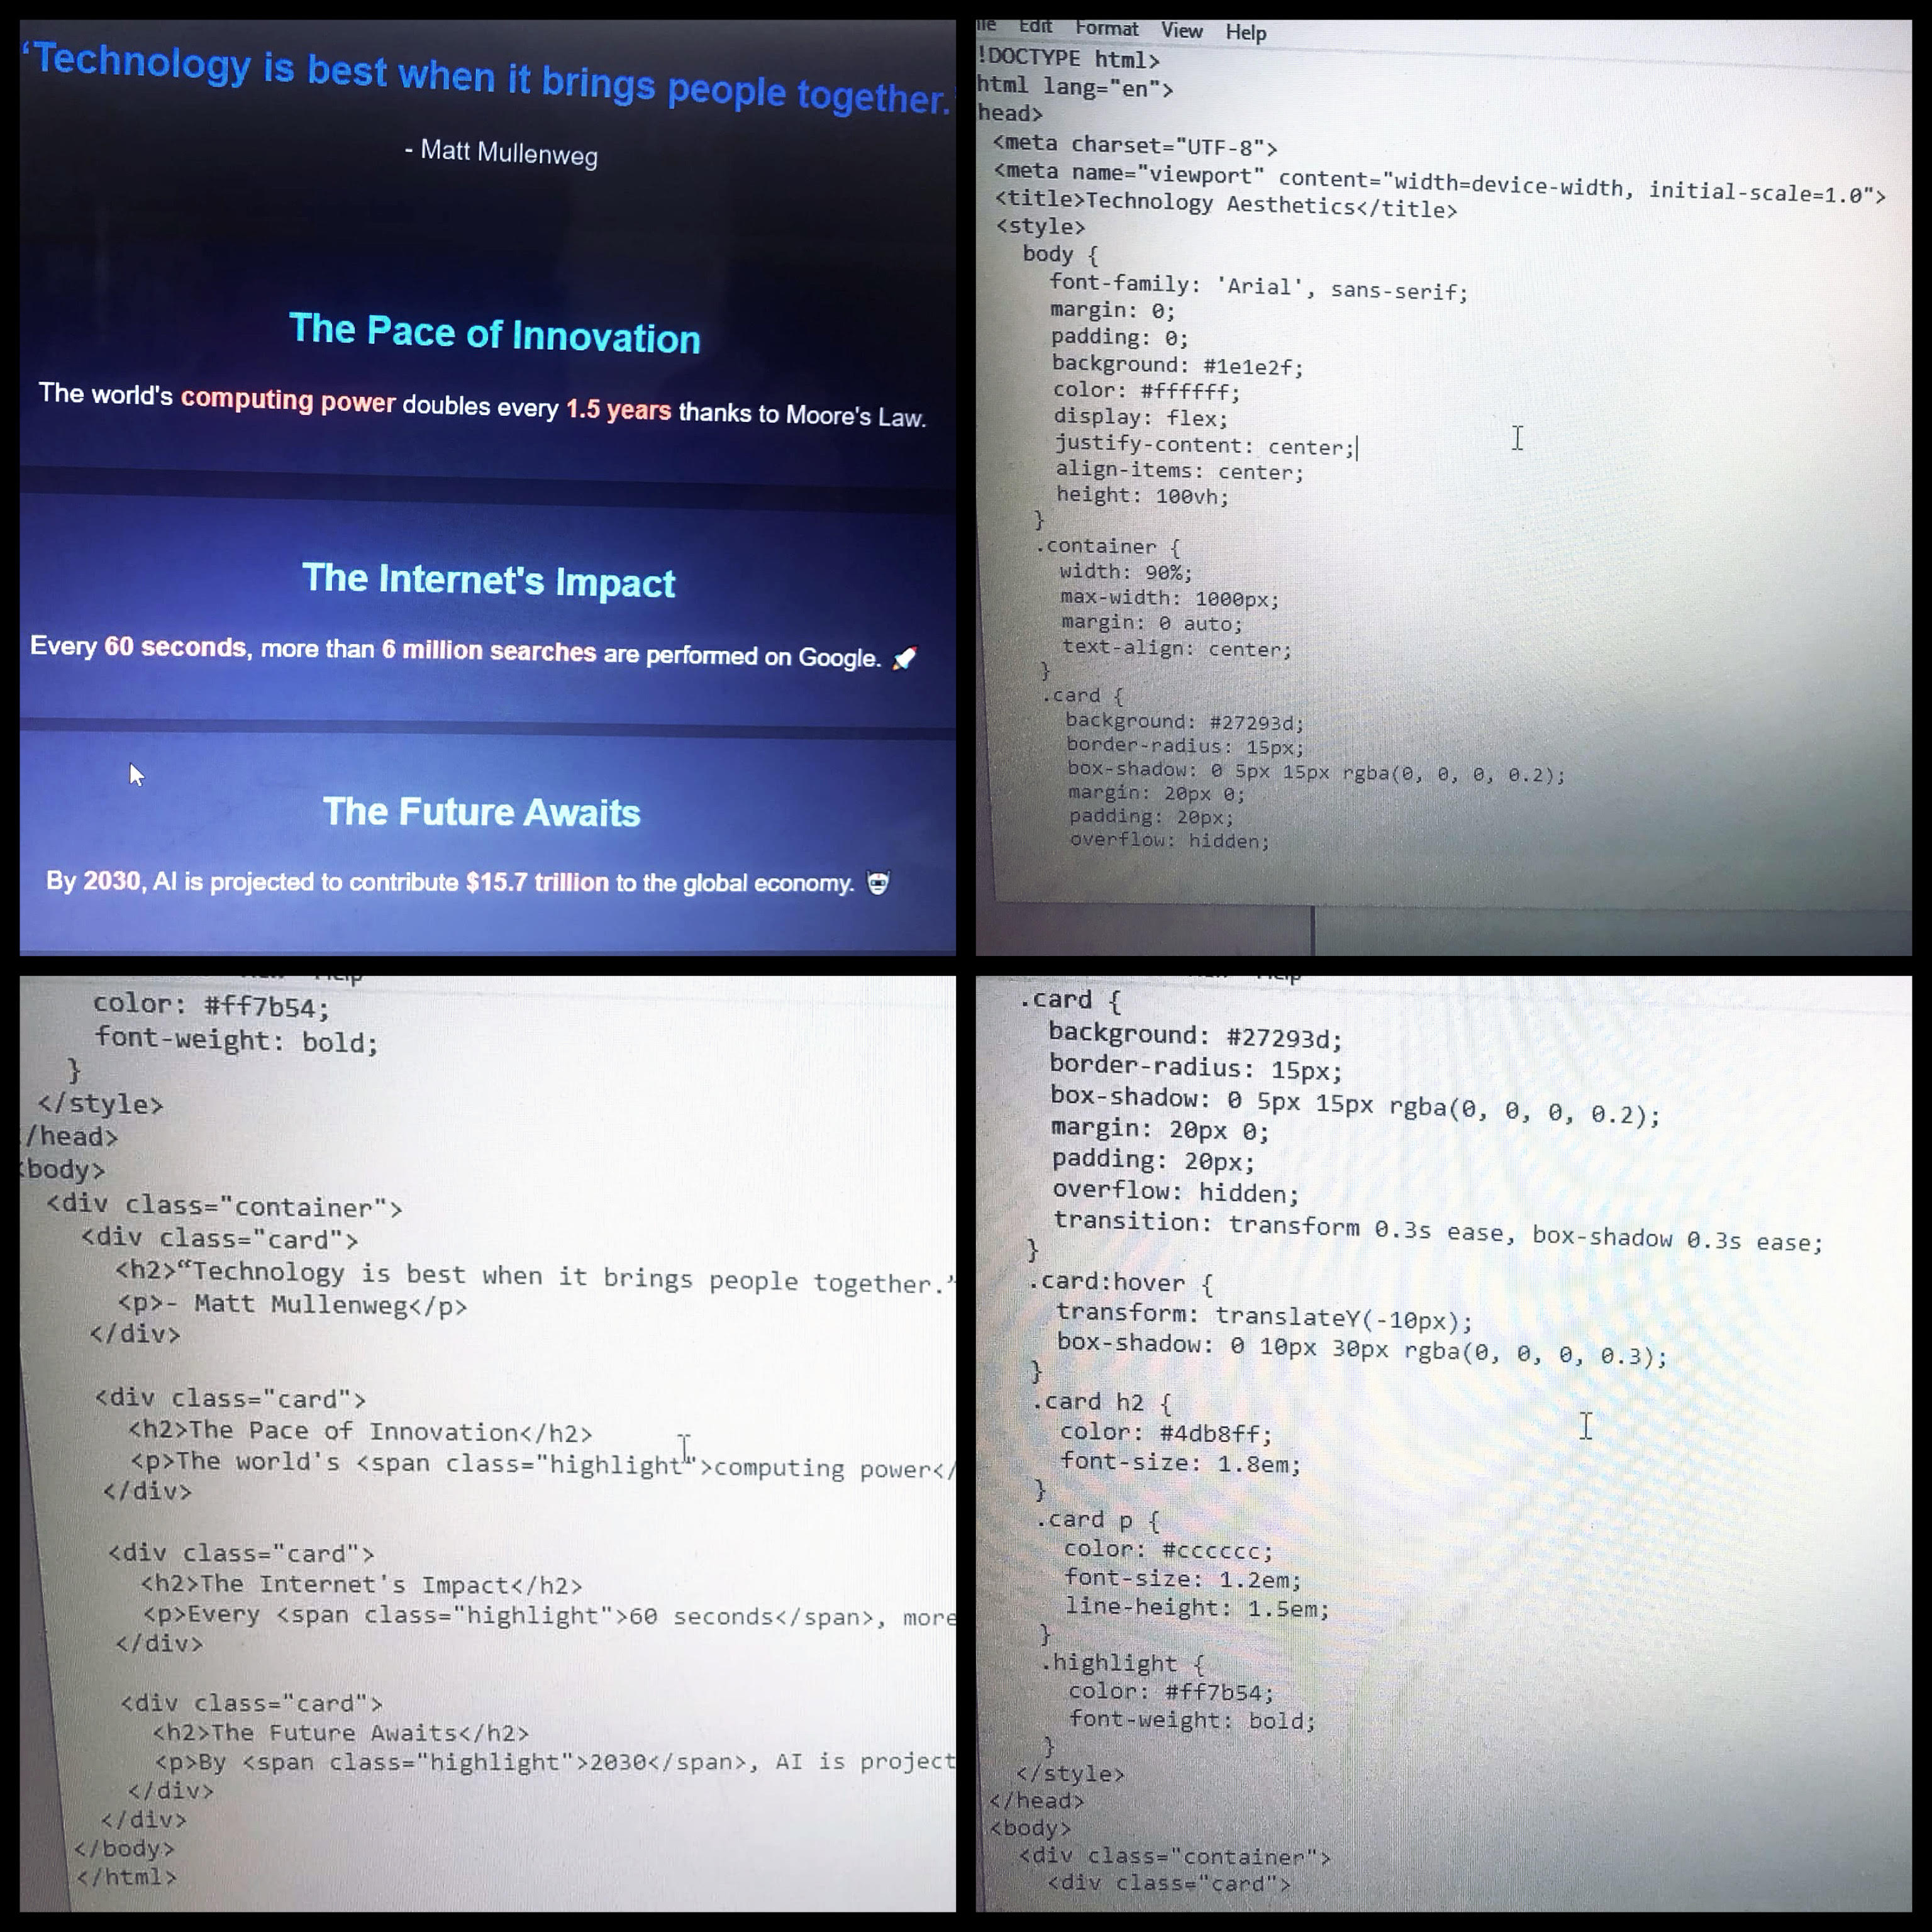 ‘Technology is best when it brings people together.
- Matt Mullenweg
The Pace of Innovation
The world's computing power doubles every 1.5 years thanks to Moore's Law.
The Internet's Impact
Every 60 seconds, more than 6 million searches are performed on Google. 🚀
The Future Awaits
By 2030, AI is projected to contribute $15.7 trillion to the global economy. 🤖
Edit Format View Help
!DOCTYPE html>
html lang="en">
head>
<meta charset="UTF-8">
<meta name="viewport" content="width=device-width, initial-scale=1.0">
<title>Technology Aesthetics</title>
<style>
body {
font-family: 'Arial', sans-serif;
margin: 0;
padding: 0;
background: #1e1e2f;
color: #ffffff;
display: flex;
justify-content: center;
align-items: center;
height: 100vh;
}
.container {
width: 90%;
max-width: 1000px;
margin: 0 auto;
text-align: center;
}
.card {
background: #27293d;
border-radius: 15px;
box-shadow: 0 5px 15px rgba(0, 0, 0, 0.2);
margin: 20px 0;
padding: 20px;
overflow: hidden;
color: #ff7b54;
font-weight: bold;
}
</style>
/head>
<body>
<div class="container">
<div class="card">
<h2>“Technology is best when it brings people together.”
<p>- Matt Mullenweg</p>
</div>
<div class="card">
<h2>The Pace of Innovation</h2>
<p>The world's <span class="highlight">computing power</
</div>
<div class="card">
<h2>The Internet's Impact</h2>
<p>Every <span class="highlight">60 seconds</span>, more
</div>
<div class="card">
<h2>The Future Awaits</h2>
<p>By <span class="highlight">2030</span>, AI is project
</div>
</div>
</body>
</html>
.card {
background: #27293d;
border-radius: 15px;
box-shadow: 0 5px 15px rgba(0, 0, 0, 0.2);
margin: 20px 0;
padding: 20px;
overflow: hidden;
transition: transform 0.3s ease, box-shadow 0.3s ease;
}
.card:hover {
transform: translateY(-10px);
box-shadow: 0 10px 30px rgba(0, 0, 0, 0.3);
}
.card h2 {
color: #4db8ff;
font-size: 1.8em;
}
.card p {
color: #cccccc;
font-size: 1.2em;
line-height: 1.5em;
}
.highlight {
color: #ff7b54;
font-weight: bold;
}
</style>
</head>
<body>
<div class="container">
<div class="card">